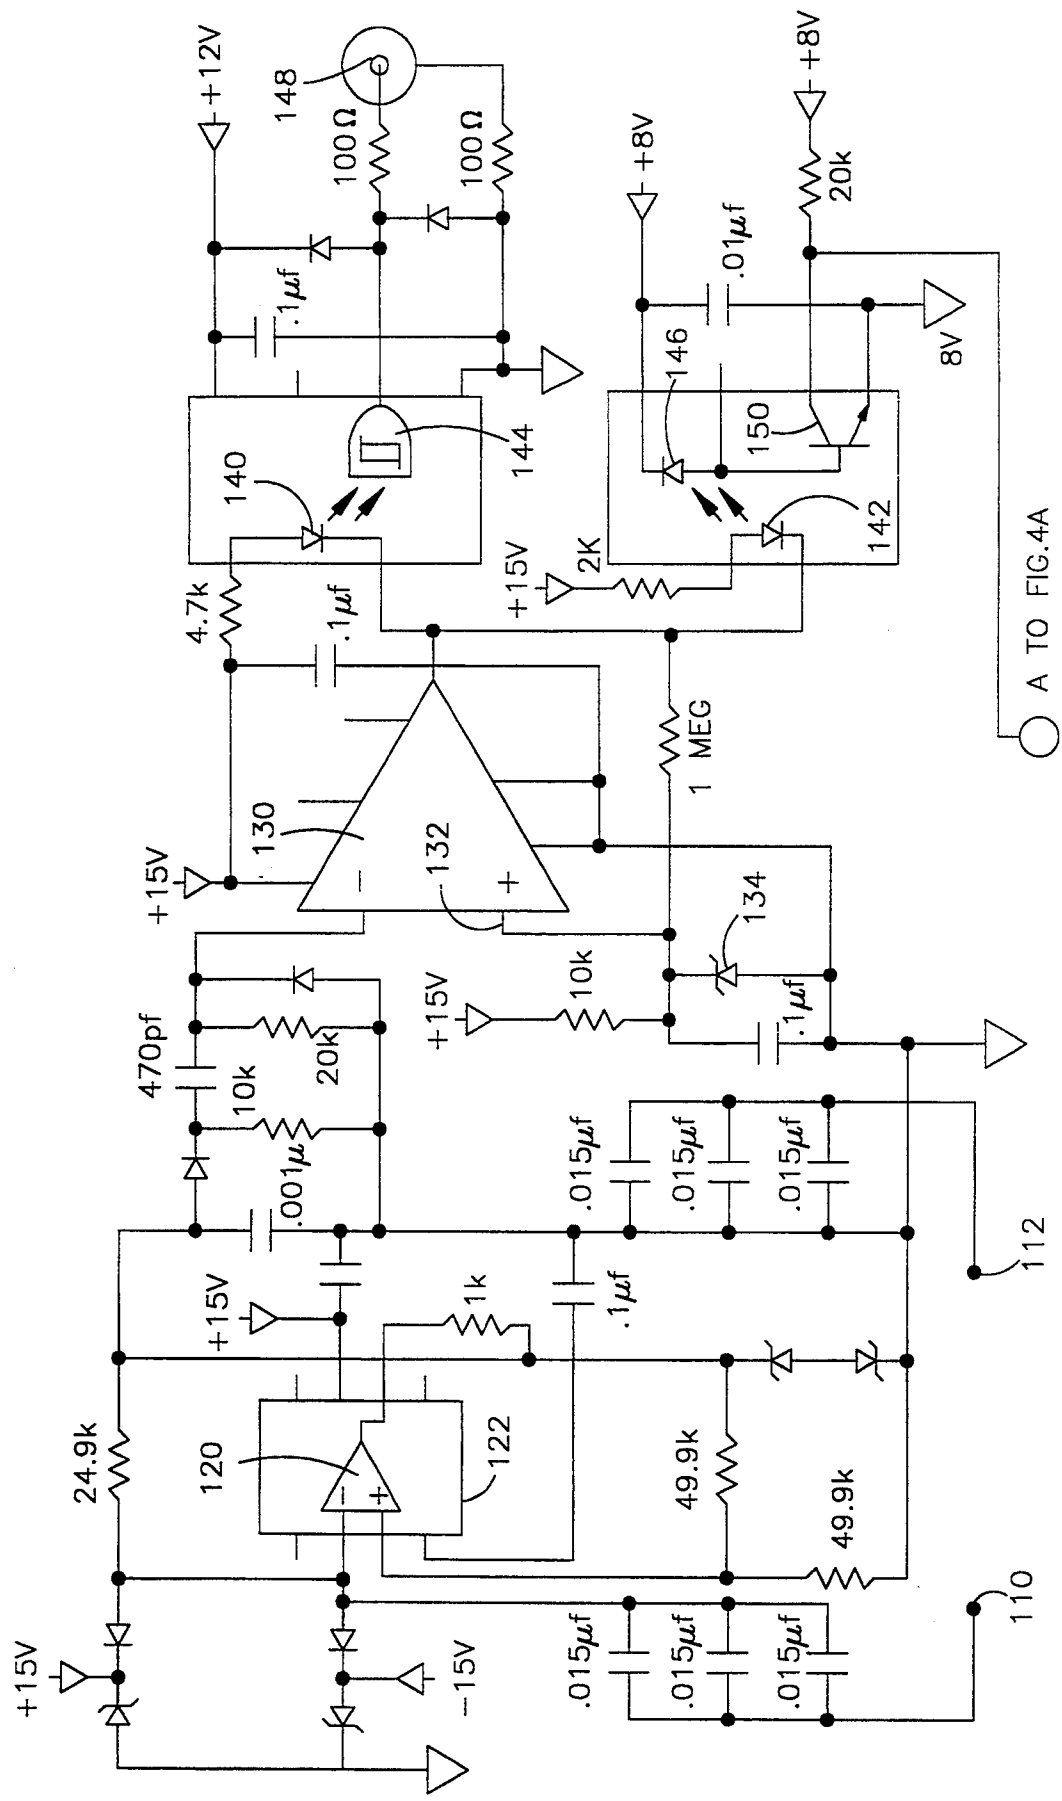 +15V
-15V
24.9k
120
122
.015µf
.015µf
.015µf
110
49.9k
49.9k
+15V
1k
.1µf
.001µ
10k
470pf
20k
.015µf
.015µf
.015µf
112
+15V
10k
.1µf
134
+15V
130
132
-
+
-
+
1 MEG
4.7k
.1µf
+15V
2K
140
144
142
146
150
.1µf
+12V
148
100Ω
100Ω
+8V
.01µf
8V
20k
+8V
A TO FIG.4A